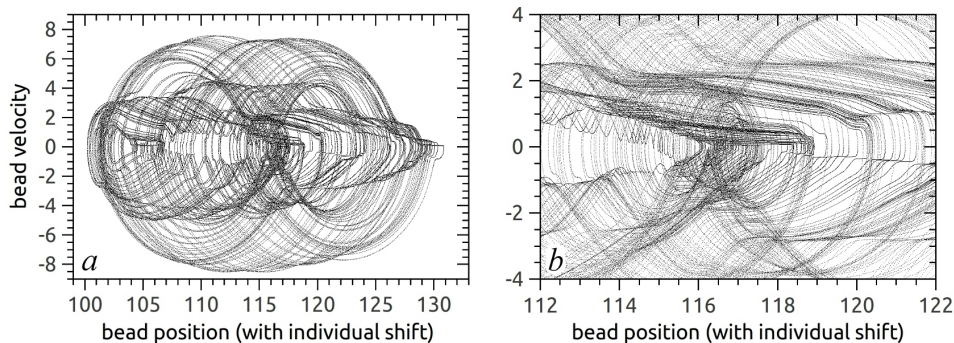 8
6
4
2
0
-2
-4
-6
-8
bead velocity
a
100 105 110 115 120 125 130
bead position (with individual shift)
4
2
0
-2
-4
b
112 114 116 118 120 122
bead position (with individual shift)